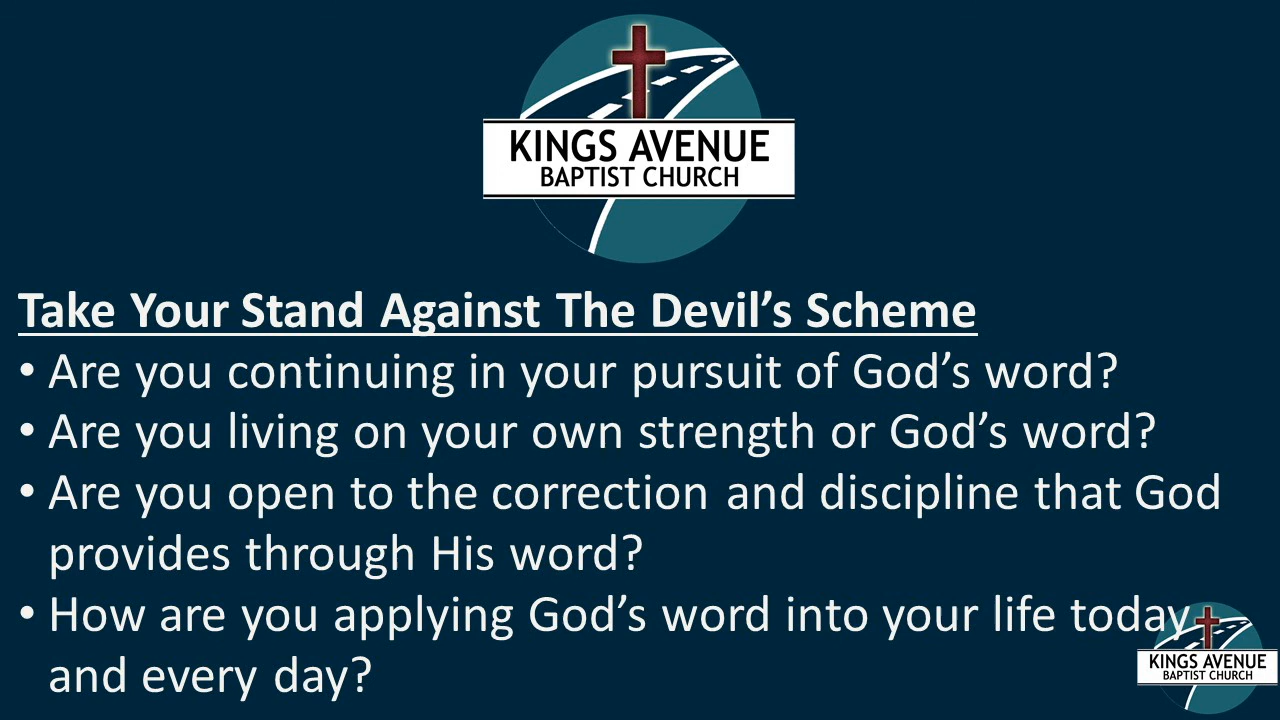 KINGS AVENUE
BAPTIST CHURCH
Take Your Stand Against The Devil’s Scheme
• Are you continuing in your pursuit of God’s word?
• Are you living on your own strength or God’s word?
• Are you open to the correction and discipline that God
provides through His word?
• How are you applying God’s word into your life today
and every day?
KINGS AVENUE
BAPTIST CHURCH